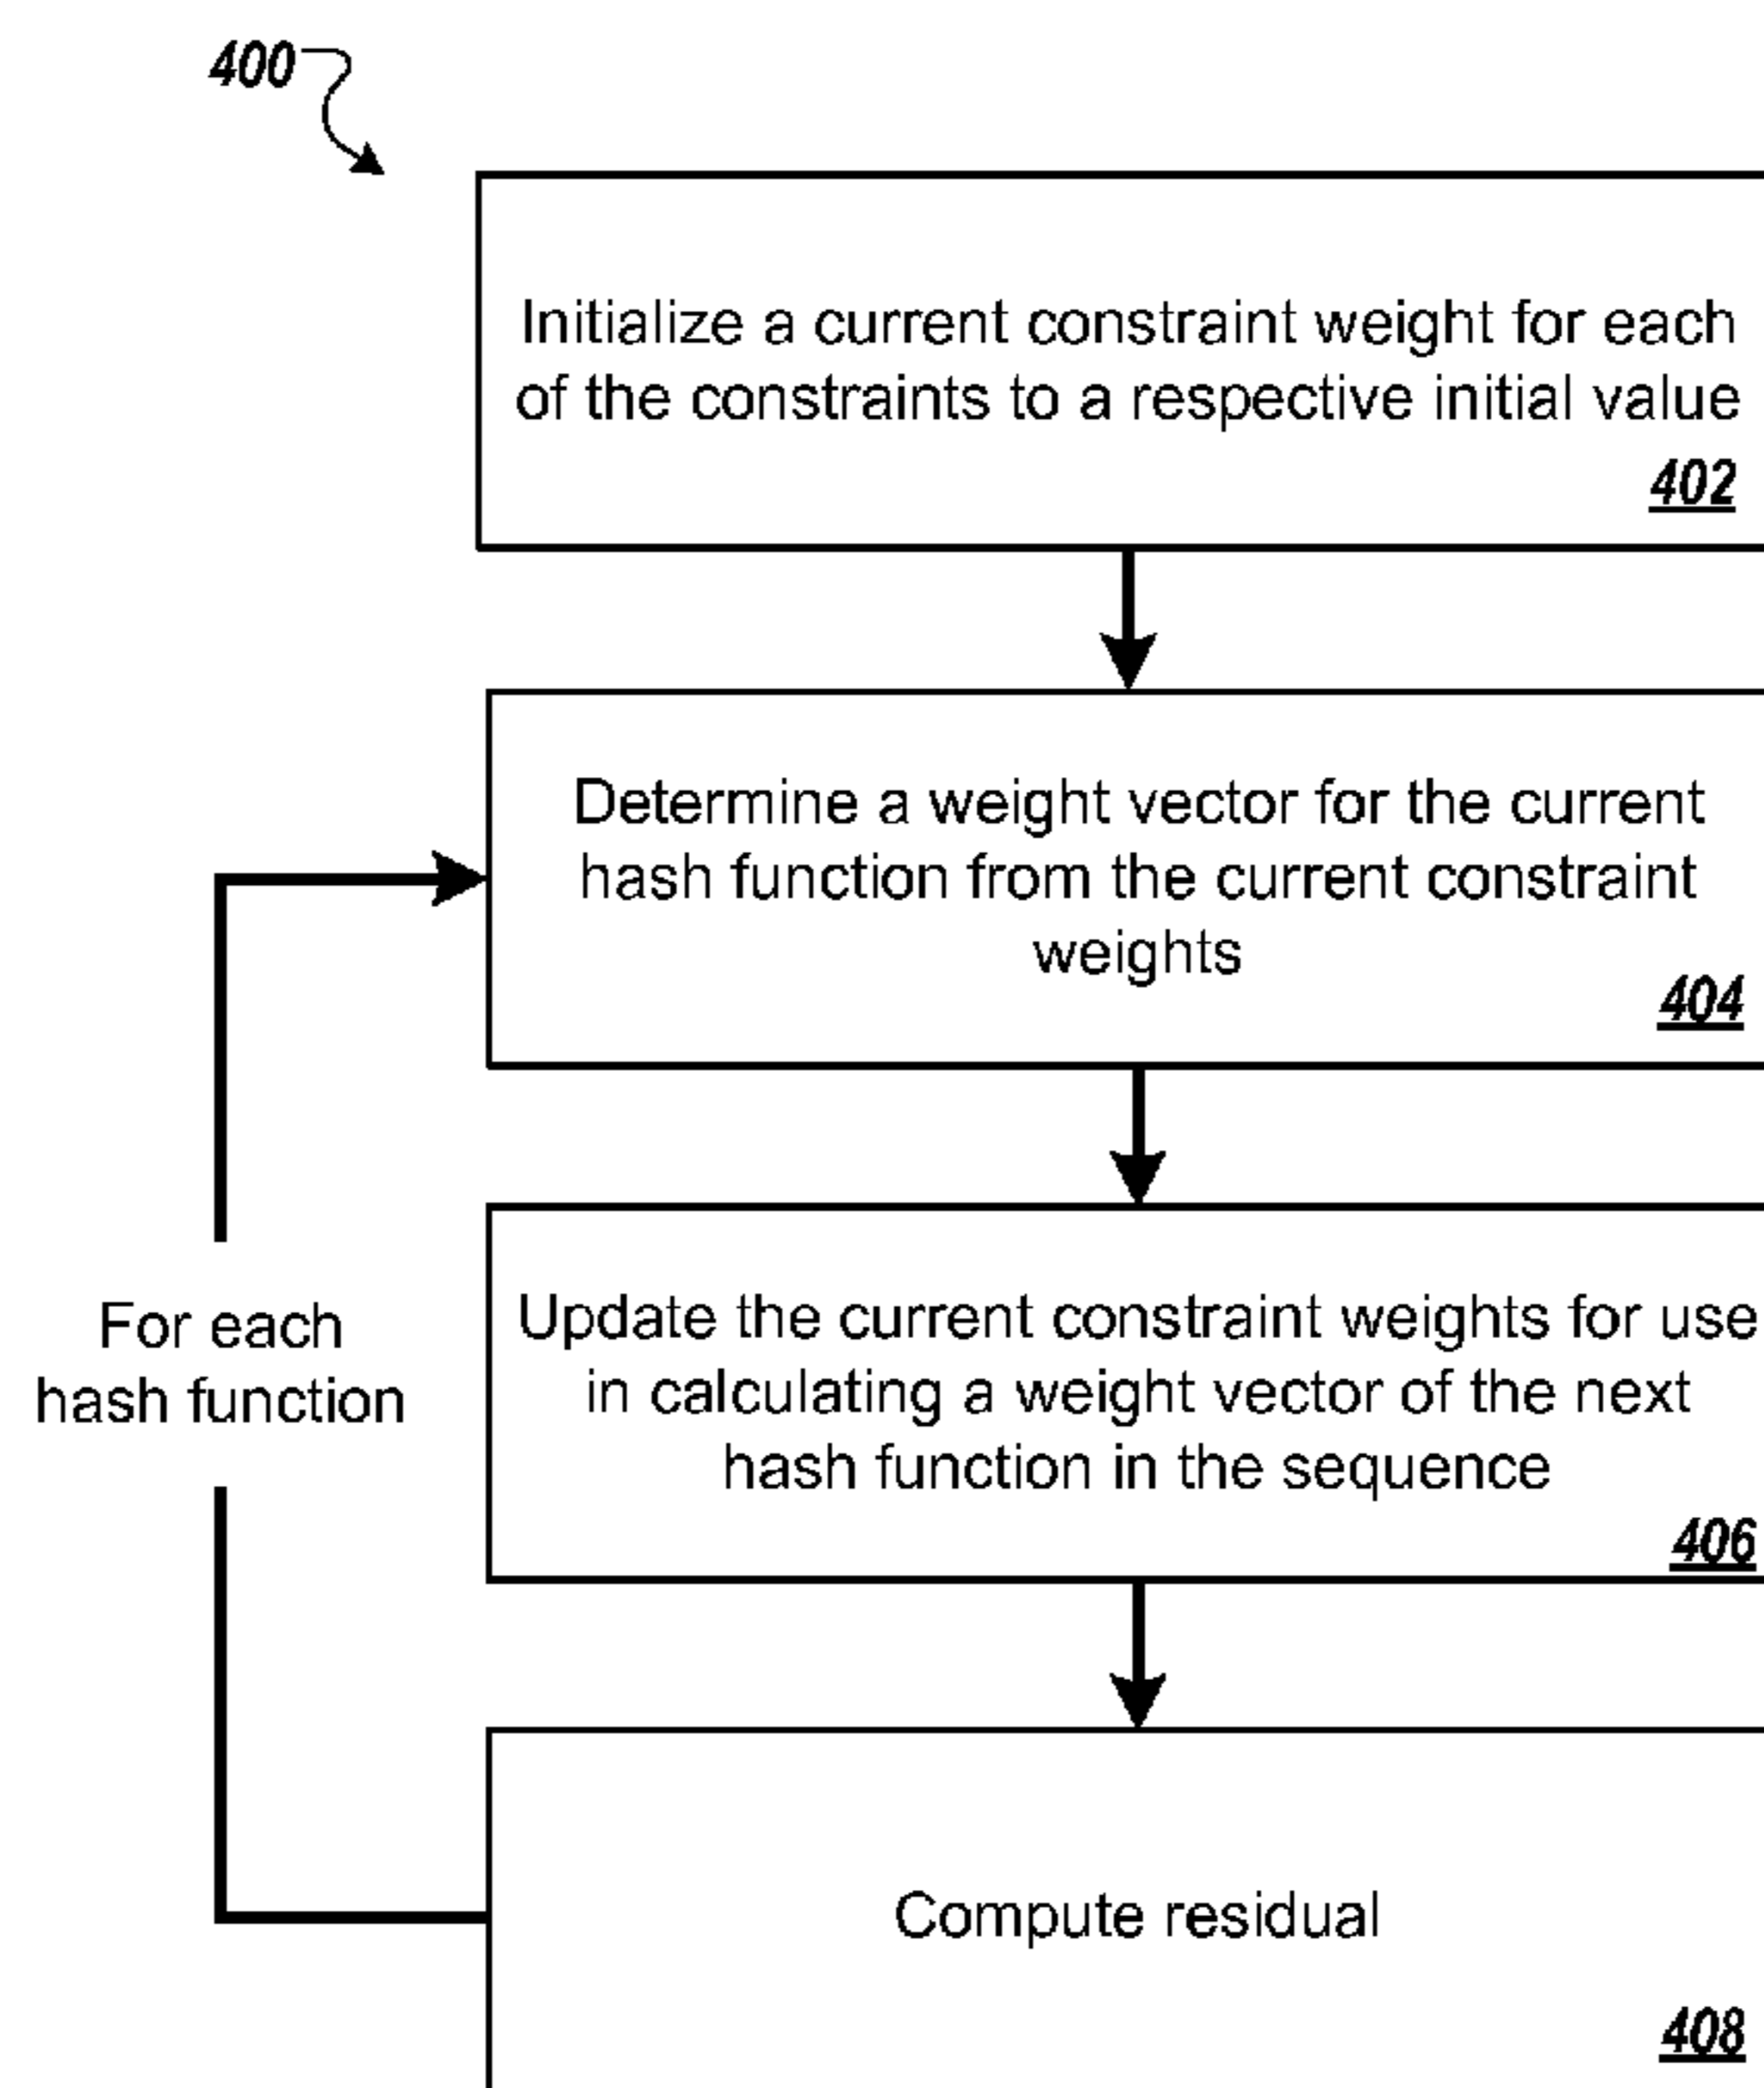 400
Initialize a current constraint weight for each
of the constraints to a respective initial value
402
Determine a weight vector for the current
hash function from the current constraint
weights
404
For each
hash function
Update the current constraint weights for use
in calculating a weight vector of the next
hash function in the sequence
406
Compute residual
408